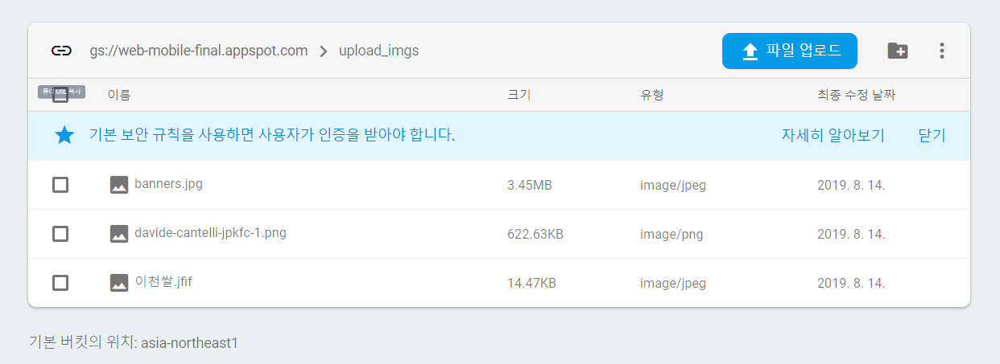 gs://web-mobile-final.appspot.com > upload_imgs 파일 업로드
폴더 URL 복사
이름 크기 유형 최종 수정 날짜
기본 보안 규칙을 사용하면 사용자가 인증을 받아야 합니다. 자세히 알아보기 닫기
banners.jpg 3.45MB image/jpeg 2019. 8. 14.
davide-cantelli-jpkfc-1.png 622.63KB image/png 2019. 8. 14.
이천쌀.jfif 14.47KB image/jpeg 2019. 8. 14.
기본 버킷의 위치: asia-northeast1